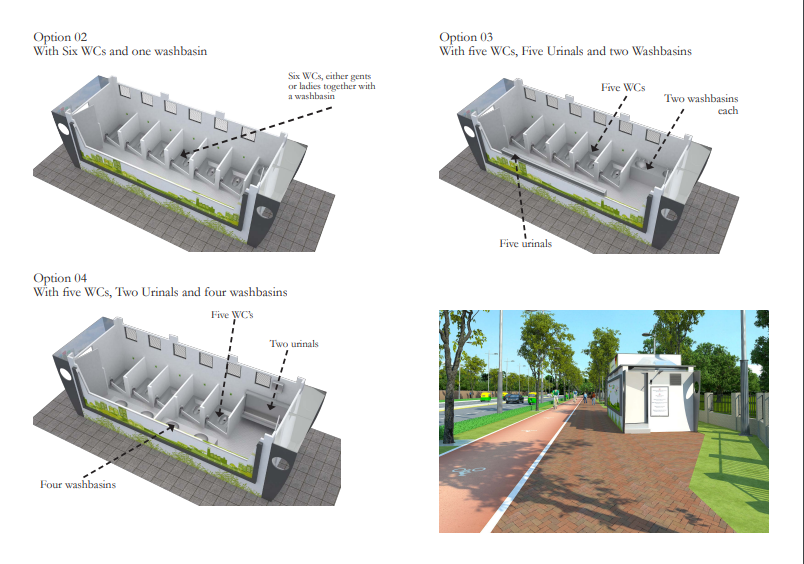 Option 02
With Six WCs and one washbasin
Six WCs, either gents
or ladies together with
a washbasin
Option 03
With five WCs, Five Urinals and two Washbasins
Five WCs
Two washbasins
each
Five urinals
Option 04
With five WCs, Two Urinals and four washbasins
Five WC's
Two urinals
Four washbasins